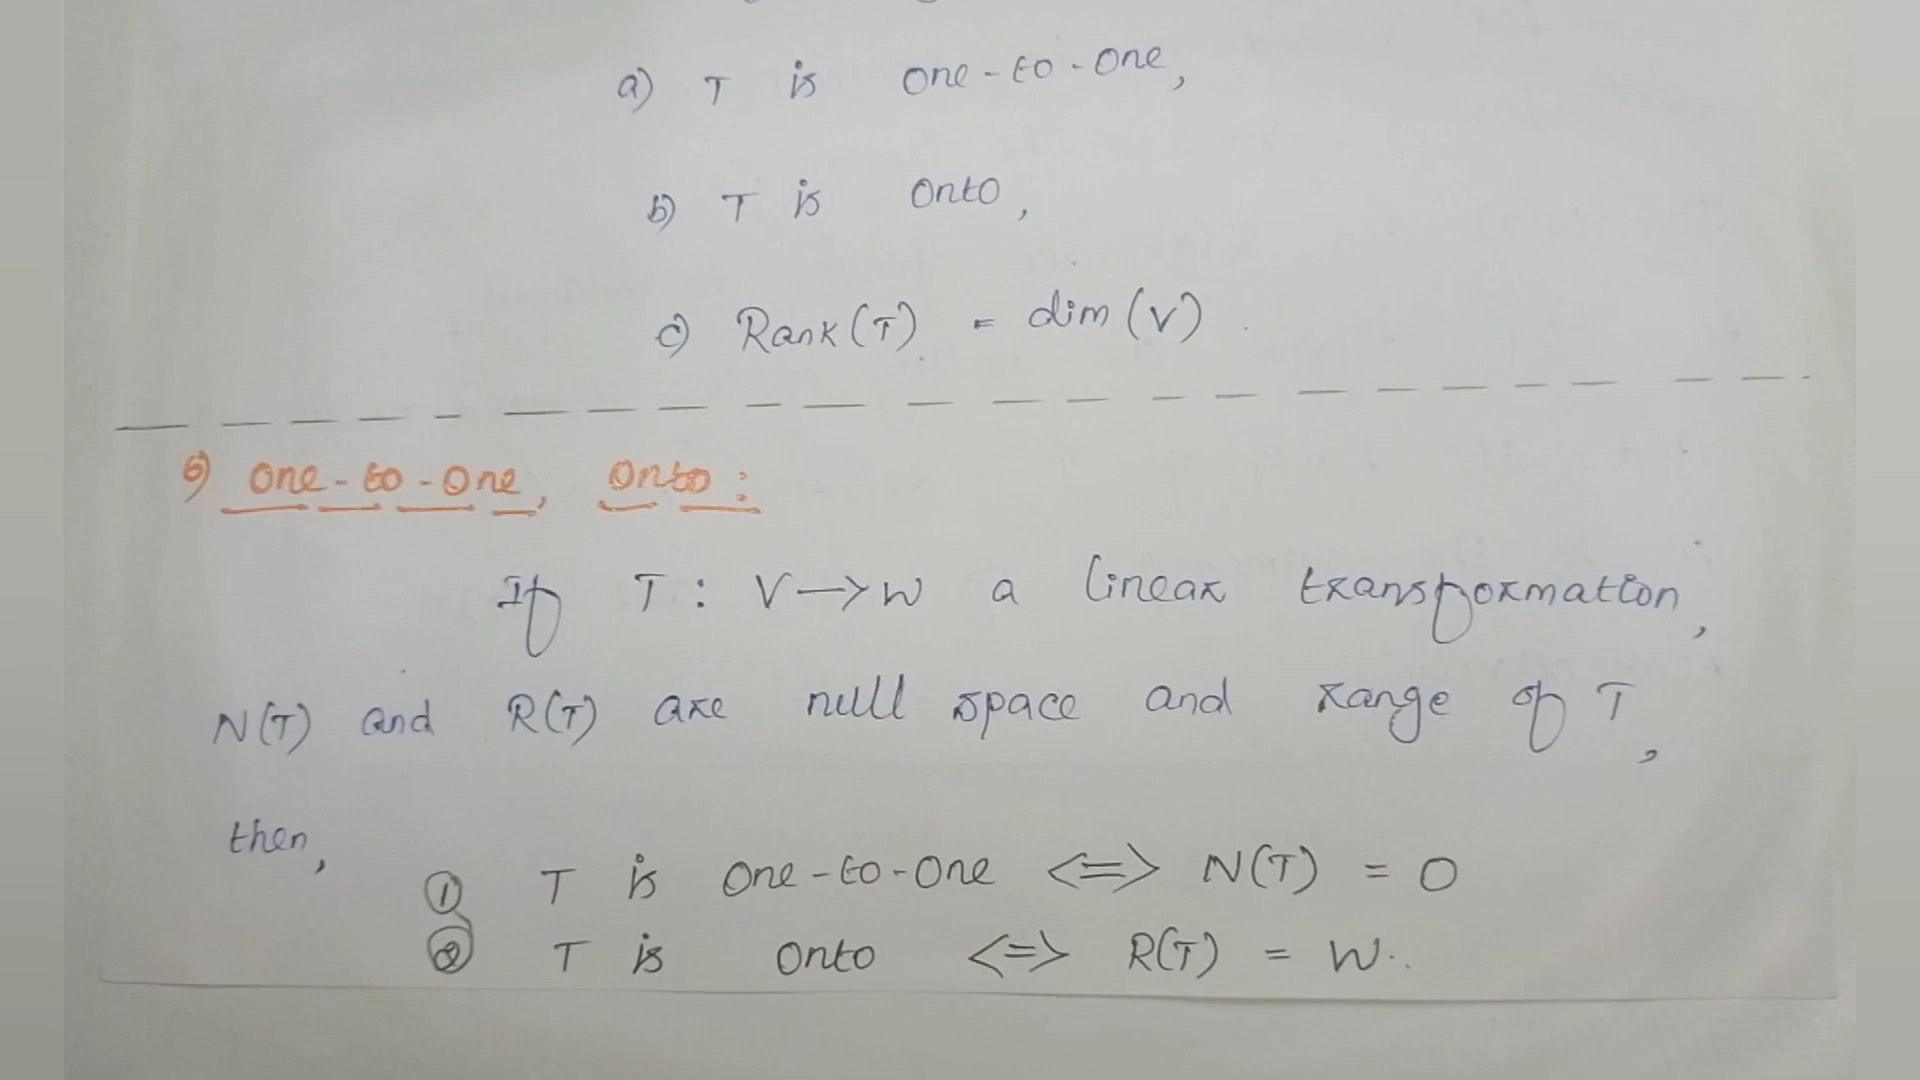 a) T is one-to-one,
b) T is onto,
c) Rank(T) = dim(V).
6) one-to-one, onto:
If T : V → W a linear transformation,
N(T) and R(T) are null space and range of T,
then,
① T is one-to-one <=> N(T) = 0
② T is onto <=> R(T) = W..